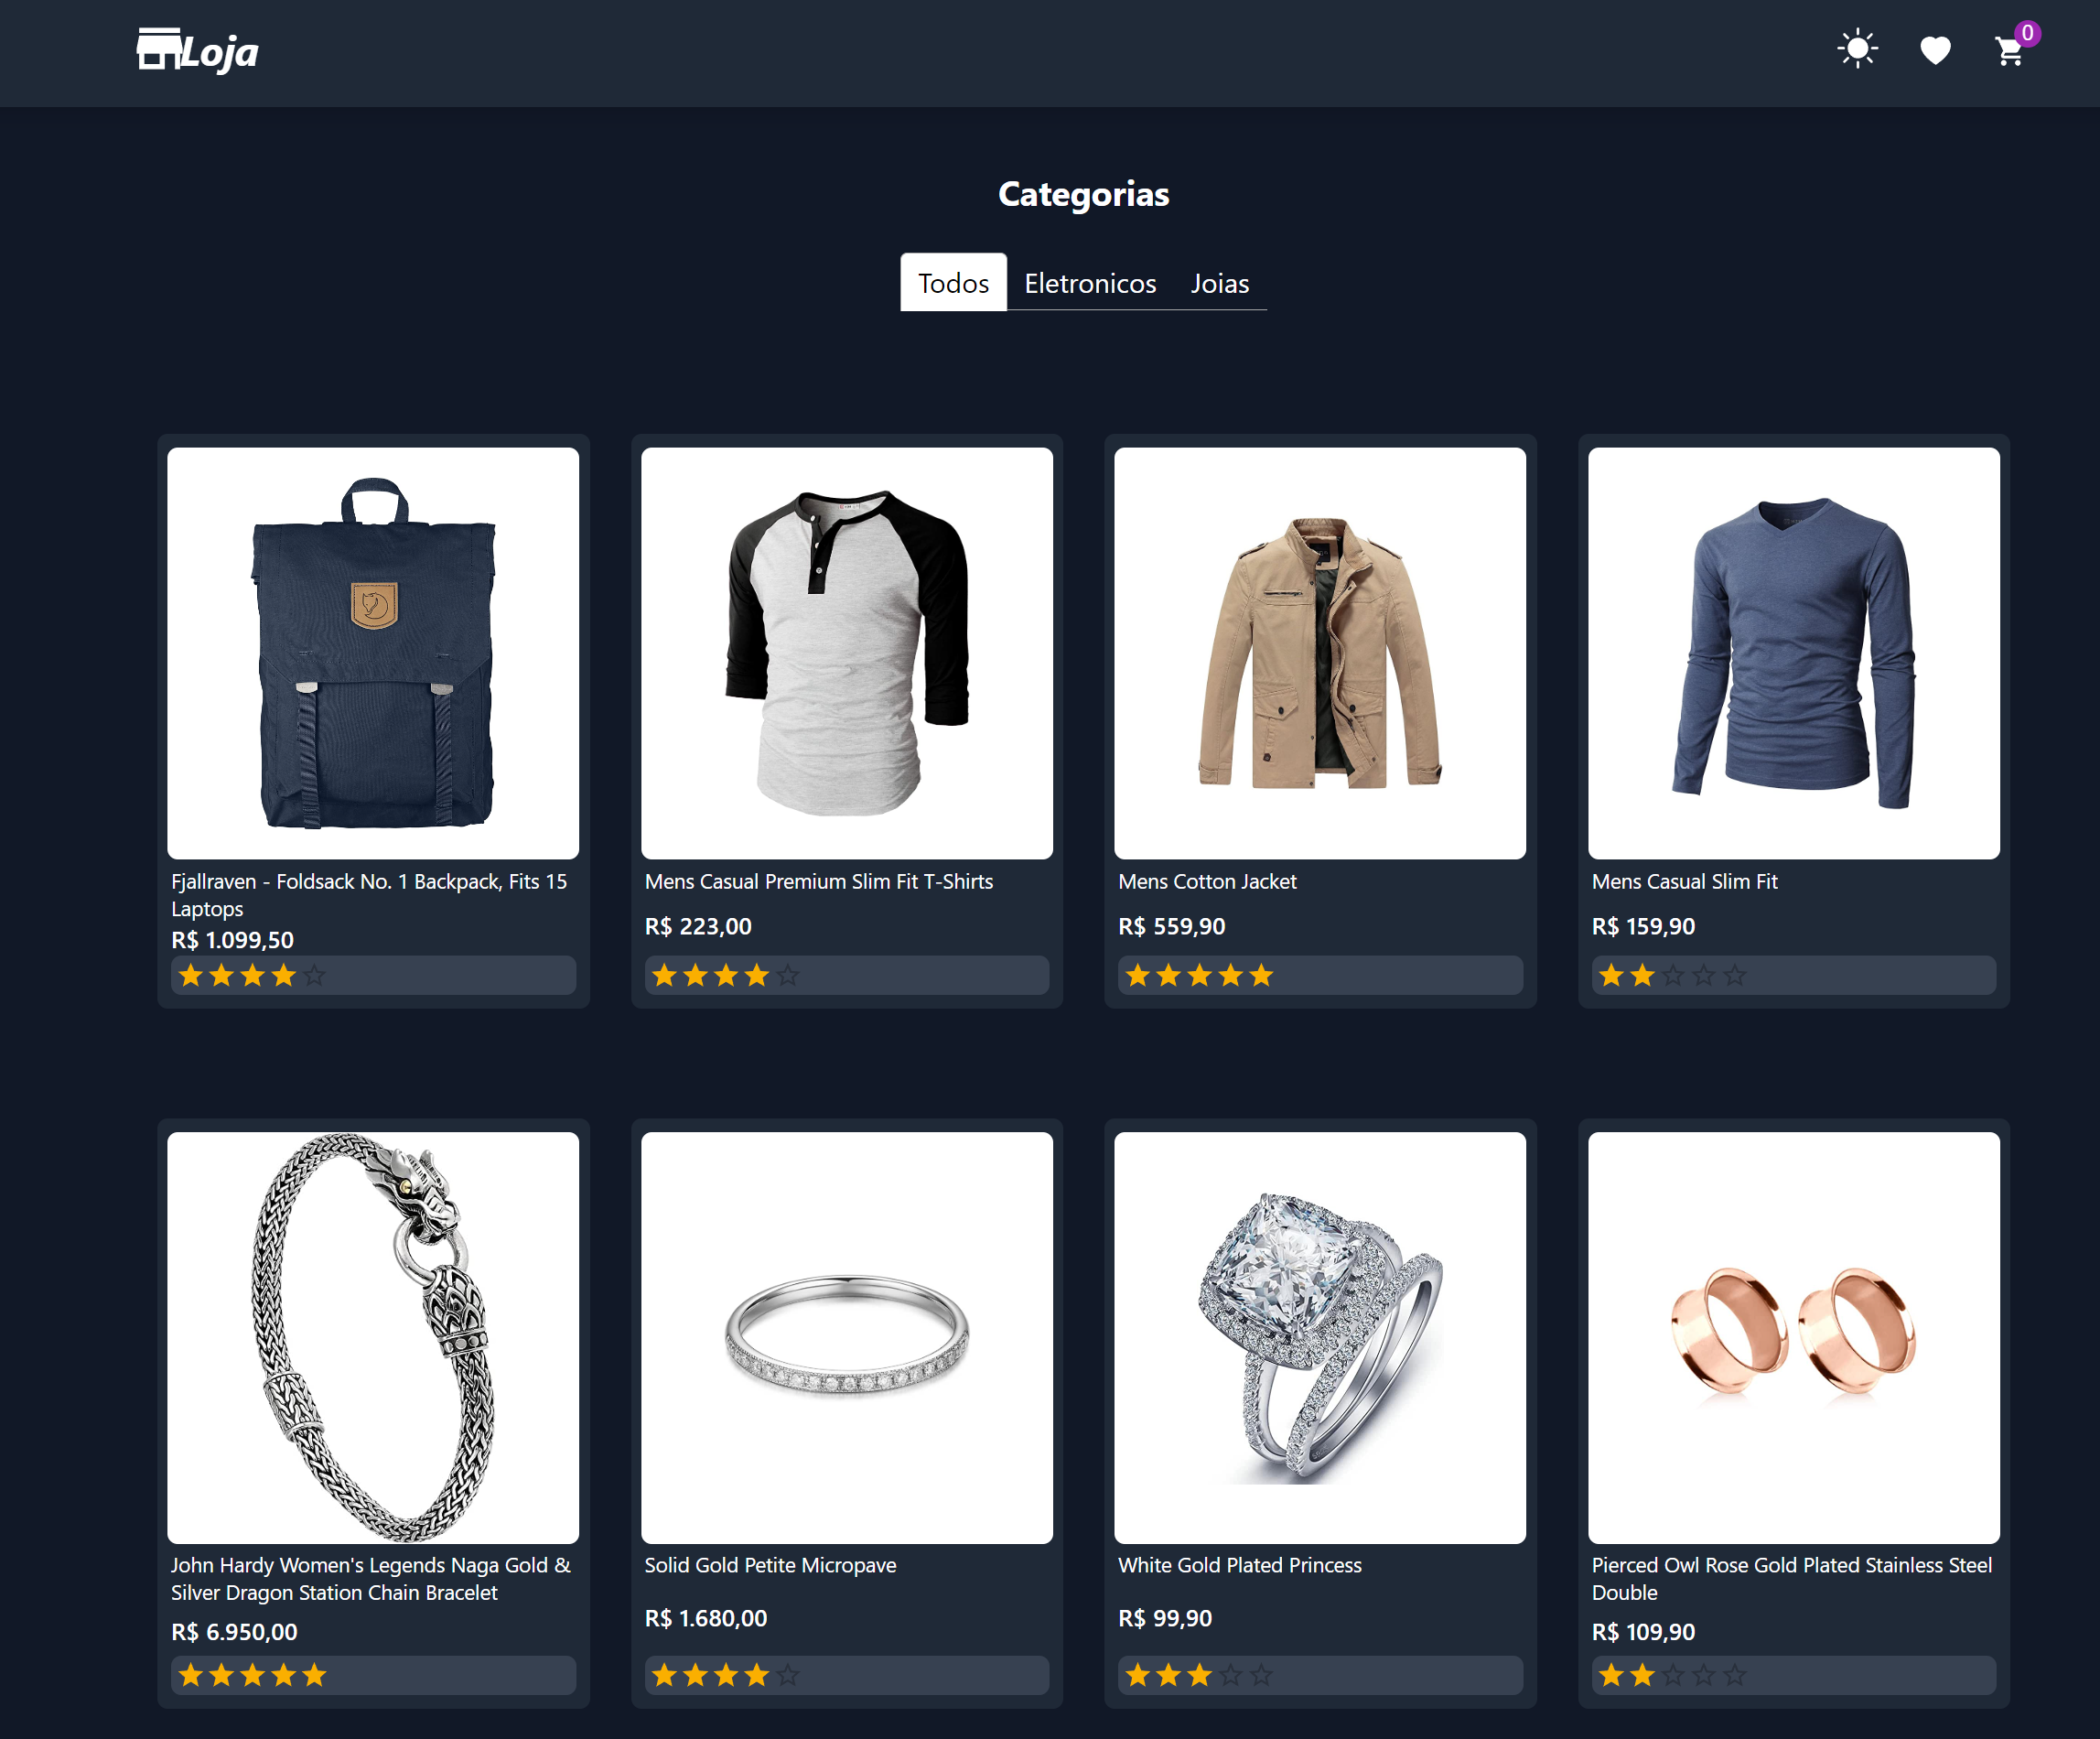 Loja
0
Categorias
Todos
Eletronicos
Joias
Fjallraven - Foldsack No. 1 Backpack, Fits 15
Laptops
R$ 1.099,50
Mens Casual Premium Slim Fit T-Shirts
R$ 223,00
Mens Cotton Jacket
R$ 559,90
Mens Casual Slim Fit
R$ 159,90
John Hardy Women's Legends Naga Gold &
Silver Dragon Station Chain Bracelet
R$ 6.950,00
Solid Gold Petite Micropave
R$ 1.680,00
White Gold Plated Princess
R$ 99,90
Pierced Owl Rose Gold Plated Stainless Steel
Double
R$ 109,90